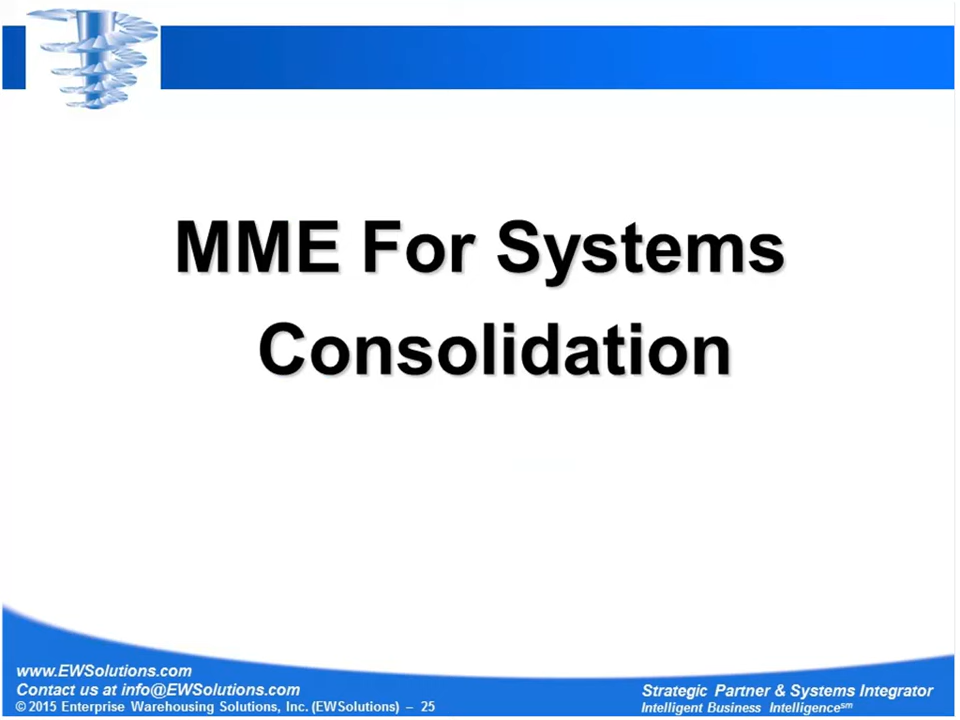 MME For Systems
Consolidation
www.EWSolutions.com
Contact us at info@EWSolutions.com
© 2015 Enterprise Warehousing Solutions, Inc. (EWSolutions) – 25
Strategic Partner & Systems Integrator
Intelligent Business Intelligence℠